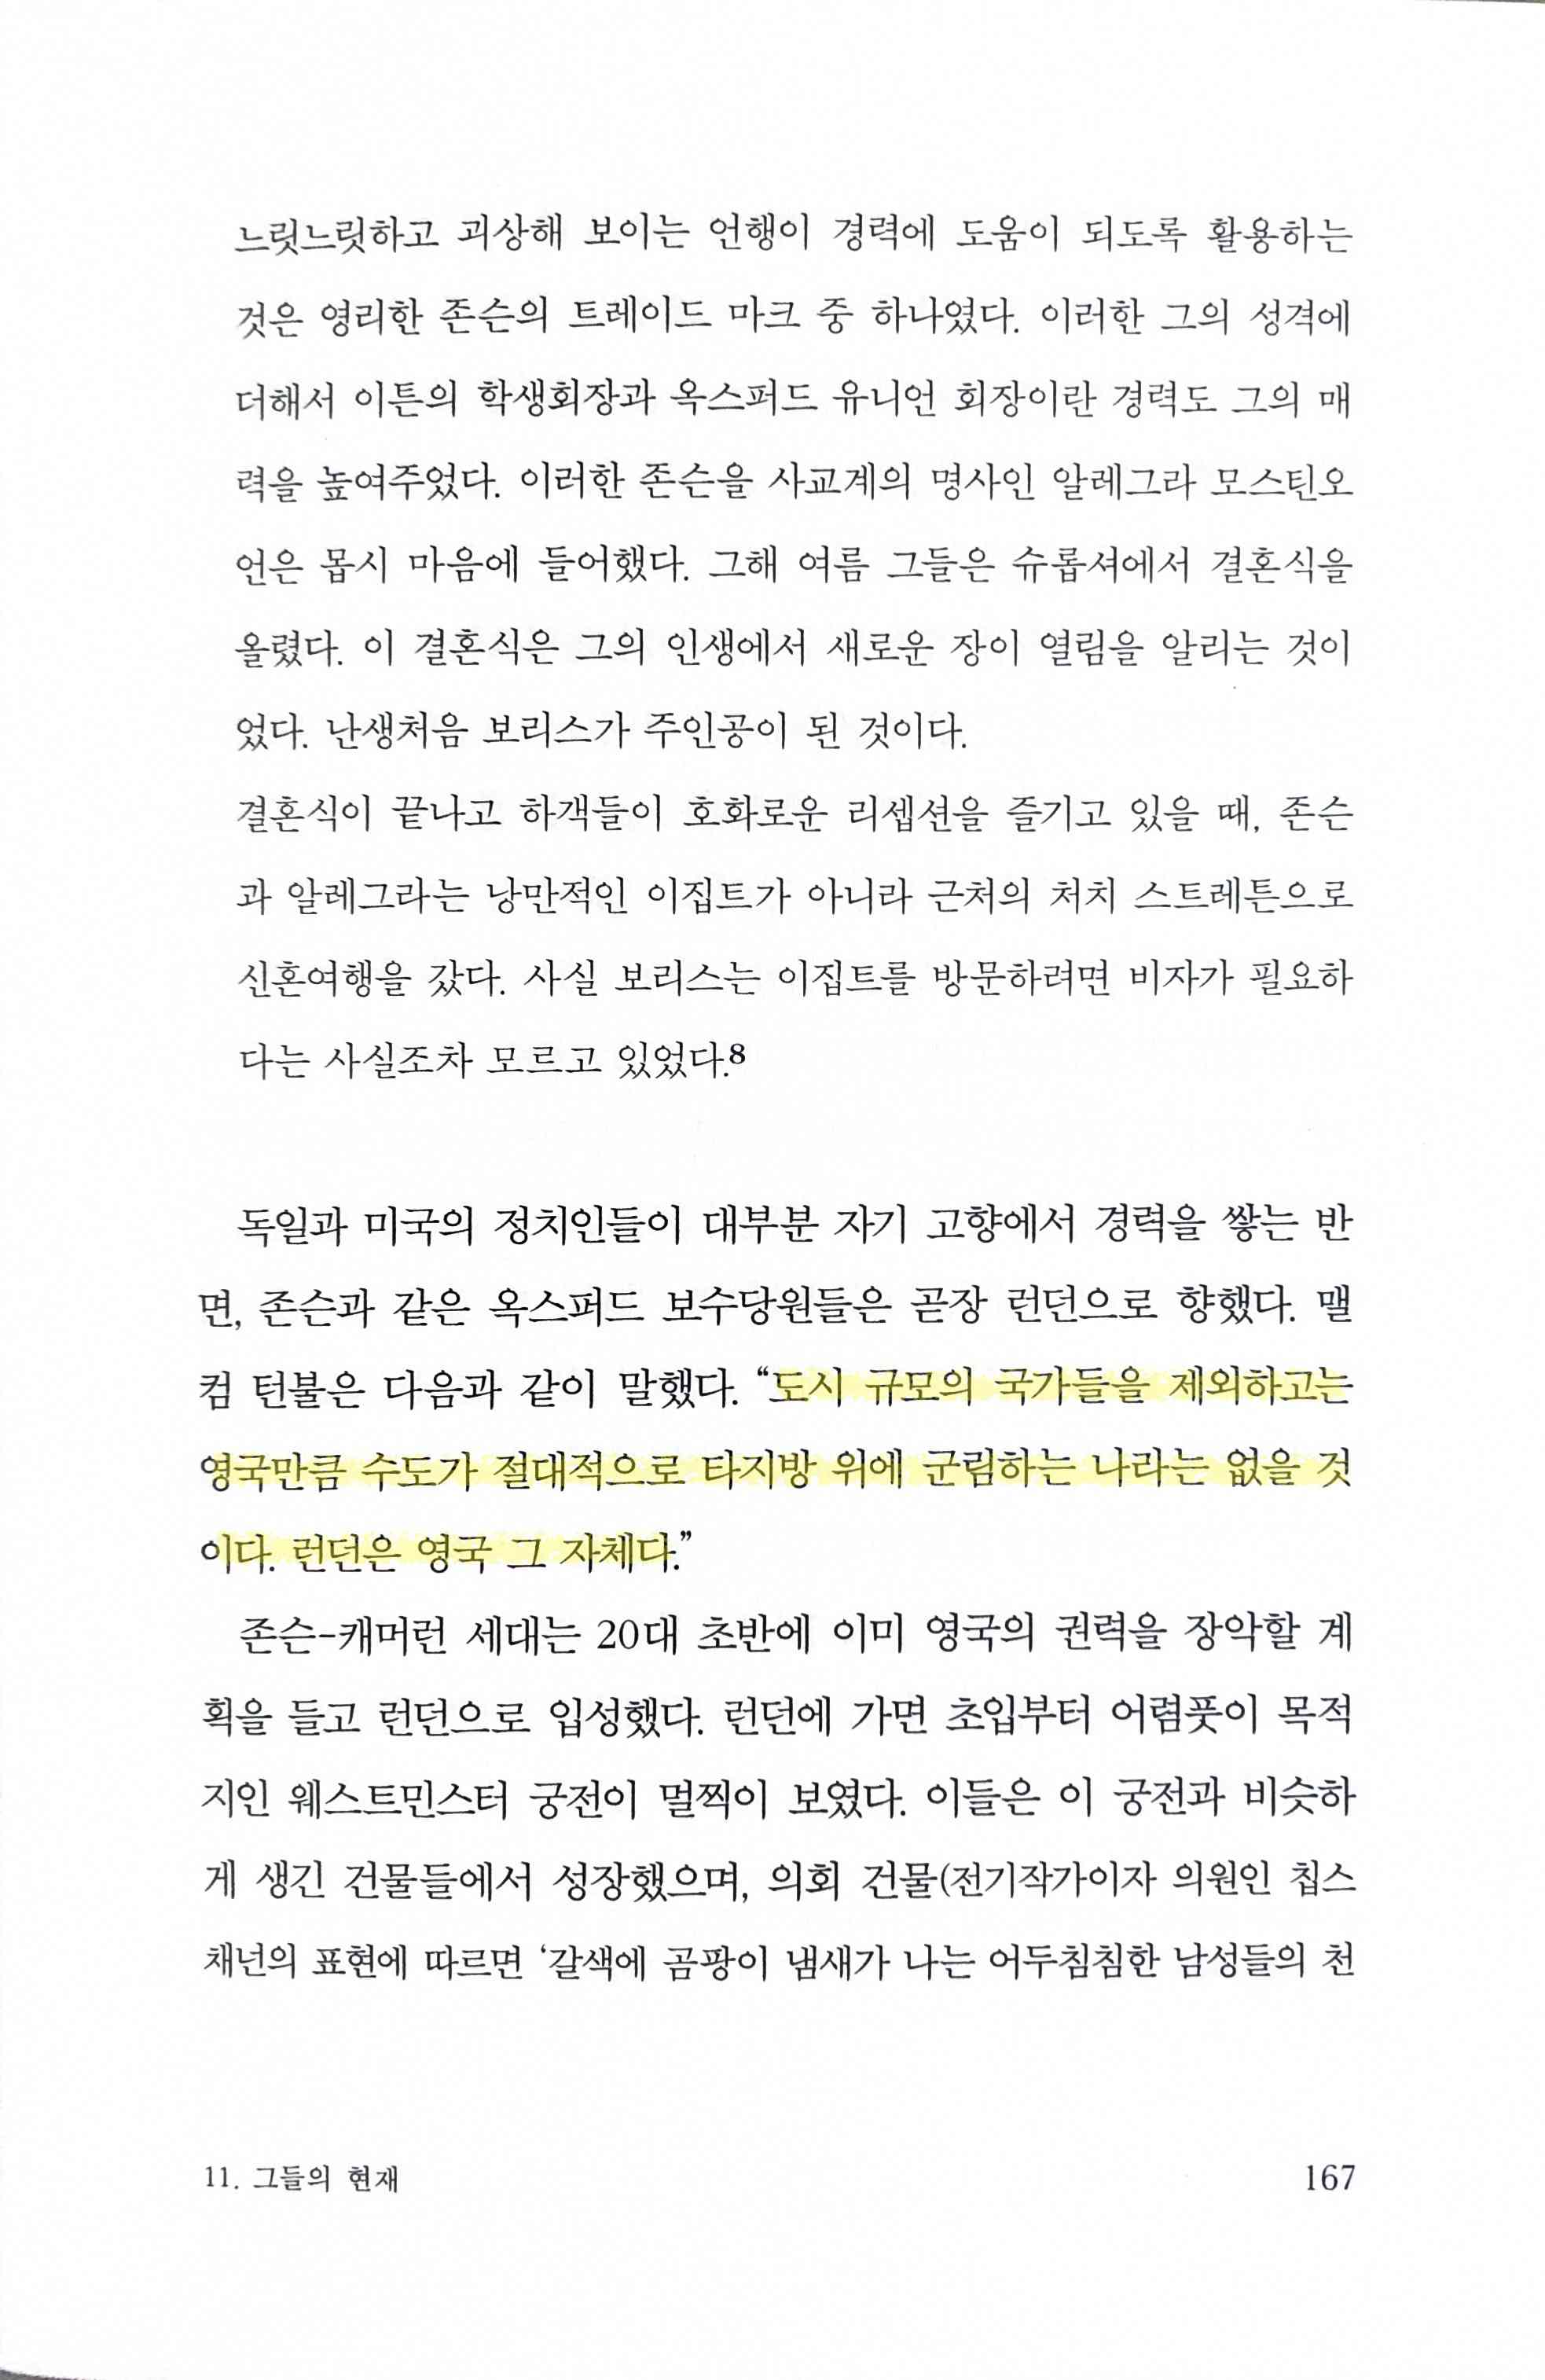 느릿느릿하고 괴상해 보이는 언행이 경력에 도움이 되도록 활용하는
것은 영리한 존슨의 트레이드 마크 중 하나였다. 이러한 그의 성격에
더해서 이튼의 학생회장과 옥스퍼드 유니언 회장이란 경력도 그의 매
력을 높여주었다. 이러한 존슨을 사교계의 명사인 알레그라 모스틴오
언은 몹시 마음에 들어했다. 그해 여름 그들은 슈롭셔에서 결혼식을
올렸다. 이 결혼식은 그의 인생에서 새로운 장이 열림을 알리는 것이
었다. 난생처음 보리스가 주인공이 된 것이다.
결혼식이 끝나고 하객들이 호화로운 리셉션을 즐기고 있을 때, 존슨
과 알레그라는 낭만적인 이집트가 아니라 근처의 처치 스트레튼으로
신혼여행을 갔다. 사실 보리스는 이집트를 방문하려면 비자가 필요하
다는 사실조차 모르고 있었다.8
독일과 미국의 정치인들이 대부분 자기 고향에서 경력을 쌓는 반
면, 존슨과 같은 옥스퍼드 보수당원들은 곧장 런던으로 향했다. 맬
컴 턴불은 다음과 같이 말했다. “도시 규모의 국가들을 제외하고는
영국만큼 수도가 절대적으로 타지방 위에 군림하는 나라는 없을 것
이다. 런던은 영국 그 자체다.”
존슨-캐머런 세대는 20대 초반에 이미 영국의 권력을 장악할 계
획을 들고 런던으로 입성했다. 런던에 가면 초입부터 어렴풋이 목적
지인 웨스트민스터 궁전이 멀찍이 보였다. 이들은 이 궁전과 비슷하
게 생긴 건물들에서 성장했으며, 의회 건물(전기작가이자 의원인 칩스
채넌의 표현에 따르면 ‘갈색에 곰팡이 냄새가 나는 어두침침한 남성들의 천
11. 그들의 현재
167